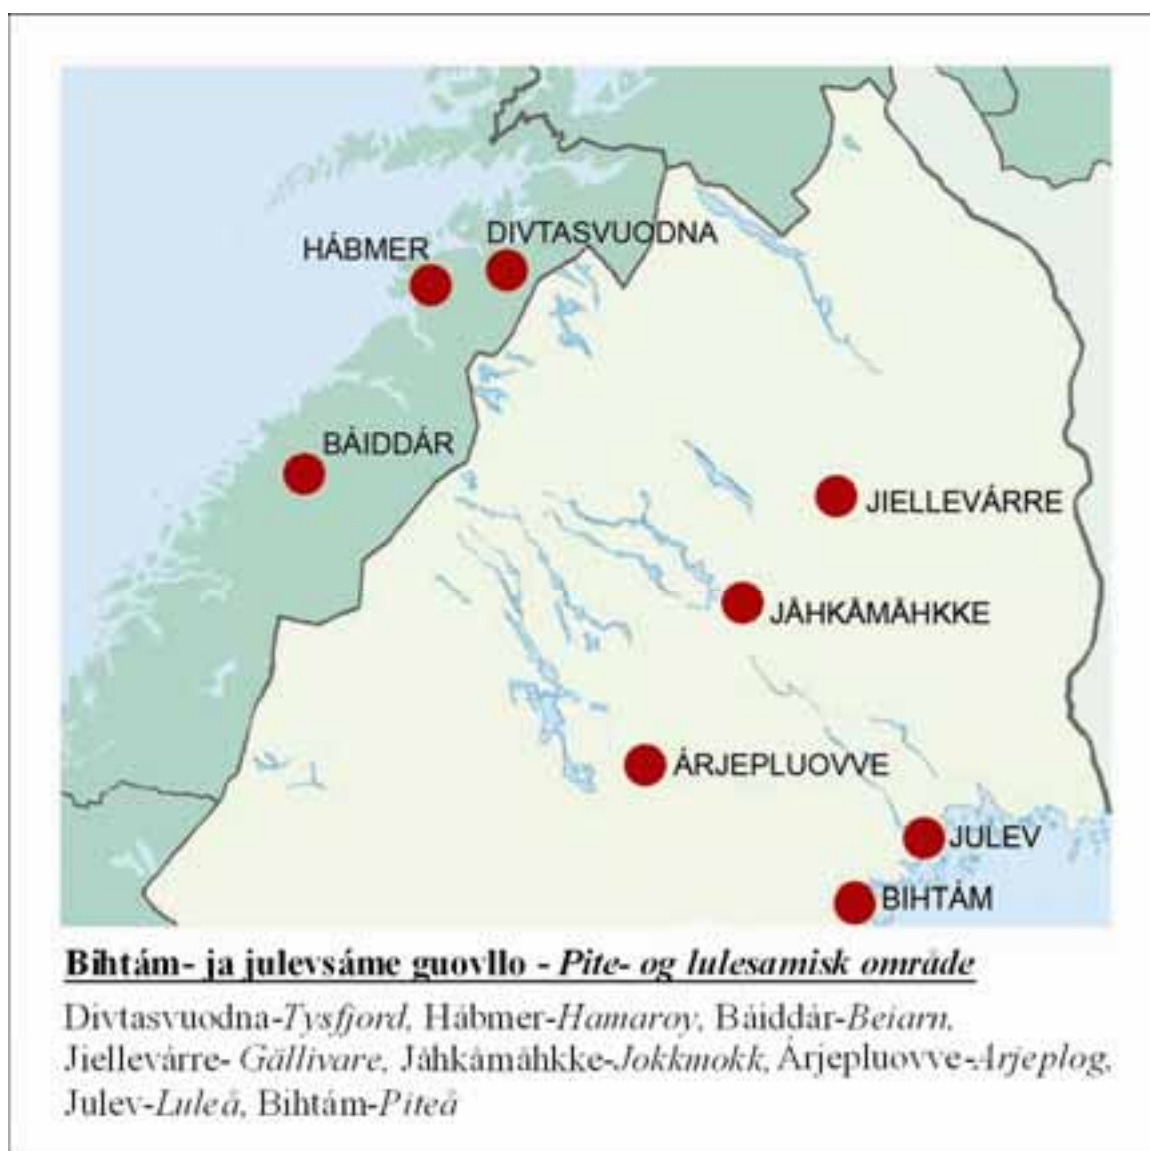 DIVTASVUODNA
HÁBMER
BÁIDDÁR
JIELLEVÁRRE
JÅHKÅMÅHKKE
ÁRJEPLUOVVE
JULEV
BIHTÁM
Bihtám- ja julevsáme guovllo - Pite- og lulesamisk område
Divtasvuodna-Tysfjord, Hábmer-Hamarøy, Báiddár-Beiarn,
Jiellevárre- Gällivare, Jåhkåmåhkke-Jokkmokk, Árjepluovve-Arjeplog,
Julev-Luleå, Bihtám-Piteå